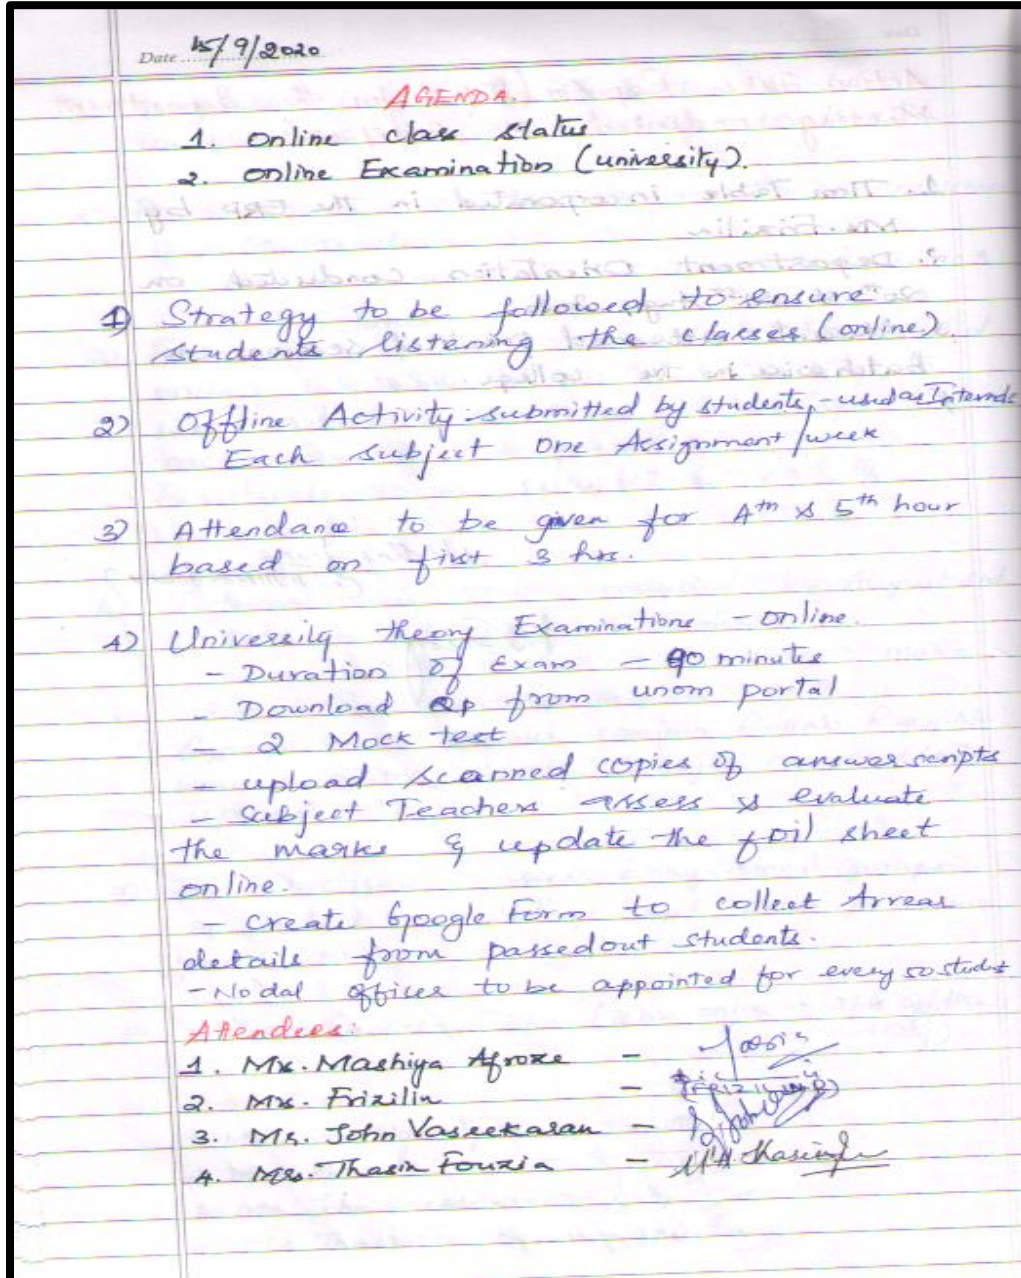 Date 15/9/2020
AGENDA.
1. Online class status
2. Online Examination (university).
1) Strategy to be followed to ensure
students listening the classes (online)
2) Offline Activity submitted by students, - used as Internals
Each subject one Assignment/week
3) Attendance to be given for 4th & 5th hour
based on first 3 hrs.
4) University theory Examinations - online.
- Duration of Exam - 90 minutes
- Download QP from unom portal
- 2 Mock test
- upload scanned copies of answer scripts
- Subject Teachers assess & evaluate
the marks & update the foil sheet
online.
- create Google Form to collect Arrear
details from passedout students.
- Nodal officer to be appointed for every 50 students
Attendees:
1. Ms. Mashiya Afroze -
2. Mrs. Frizilin - (FRIZILIN)
3. Mr. John Vaseekaran -
4. Mrs. Thasin Fouzia -